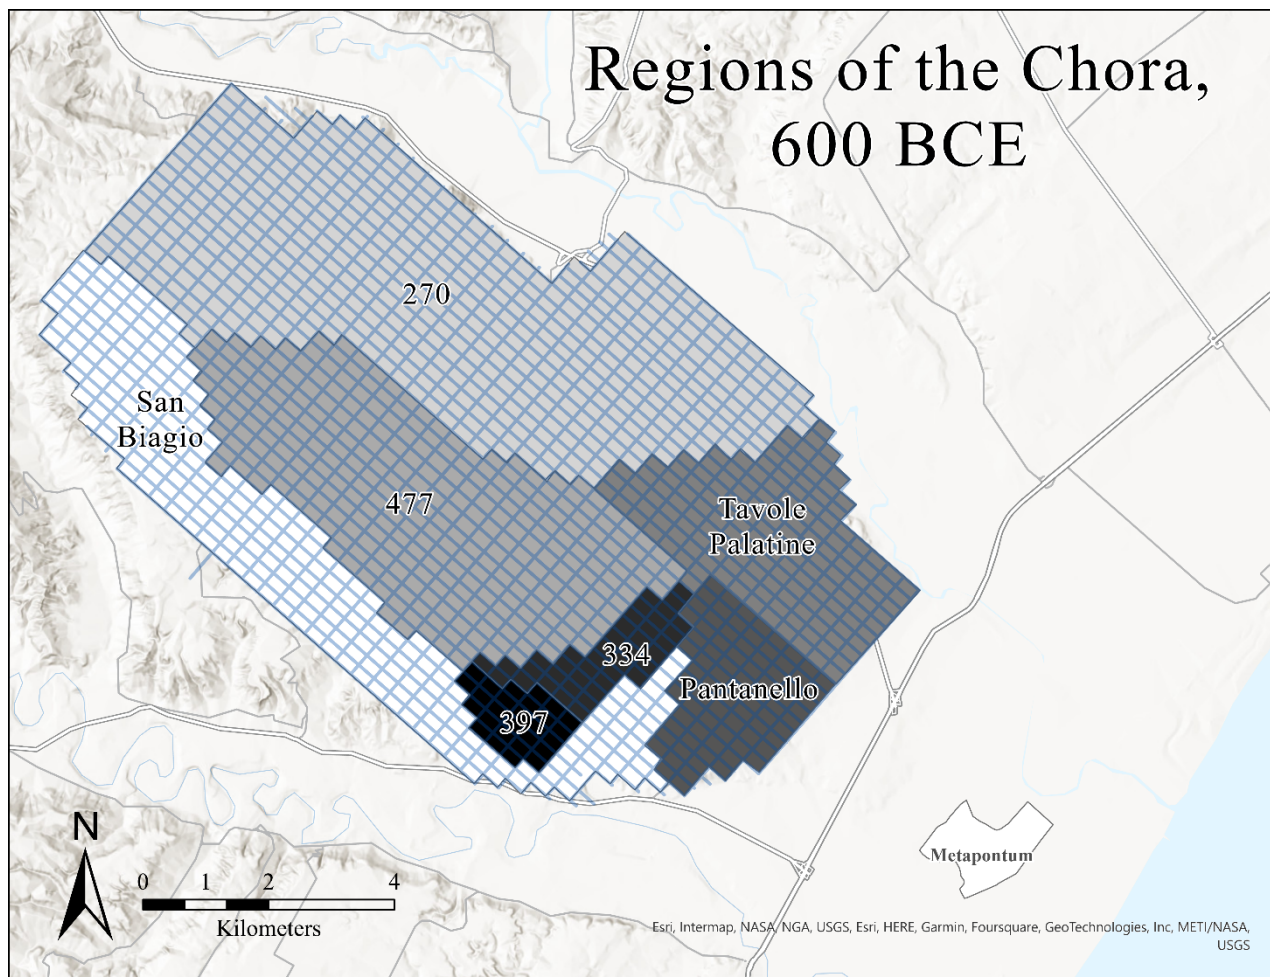 Regions of the Chora,
600 BCE
270
San
Biagio
477
Tavole
Palatine
334
Pantanello
397
N
0 1 2 4
Kilometers
Metapontum
Esri, Intermap, NASA, NGA, USGS, Esri, HERE, Garmin, Foursquare, GeoTechnologies, Inc, METI/NASA,
USGS